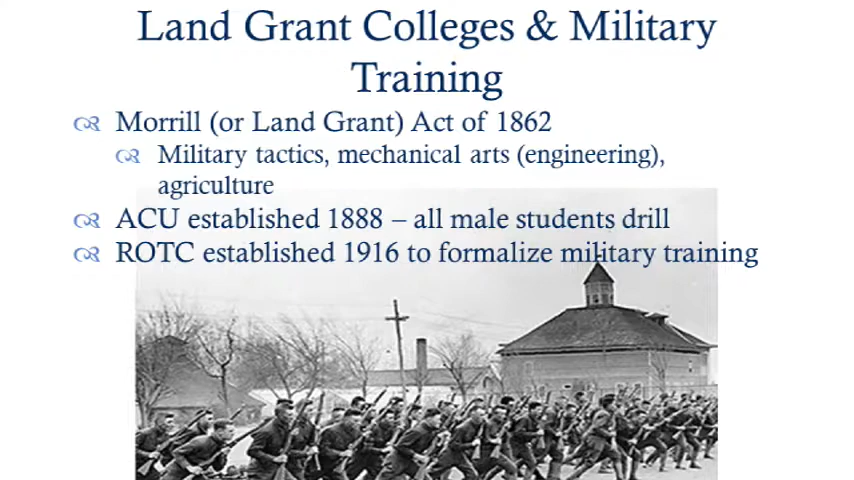 Land Grant Colleges & Military
Training
Morrill (or Land Grant) Act of 1862
Military tactics, mechanical arts (engineering),
agriculture
ACU established 1888 – all male students drill
ROTC established 1916 to formalize military training